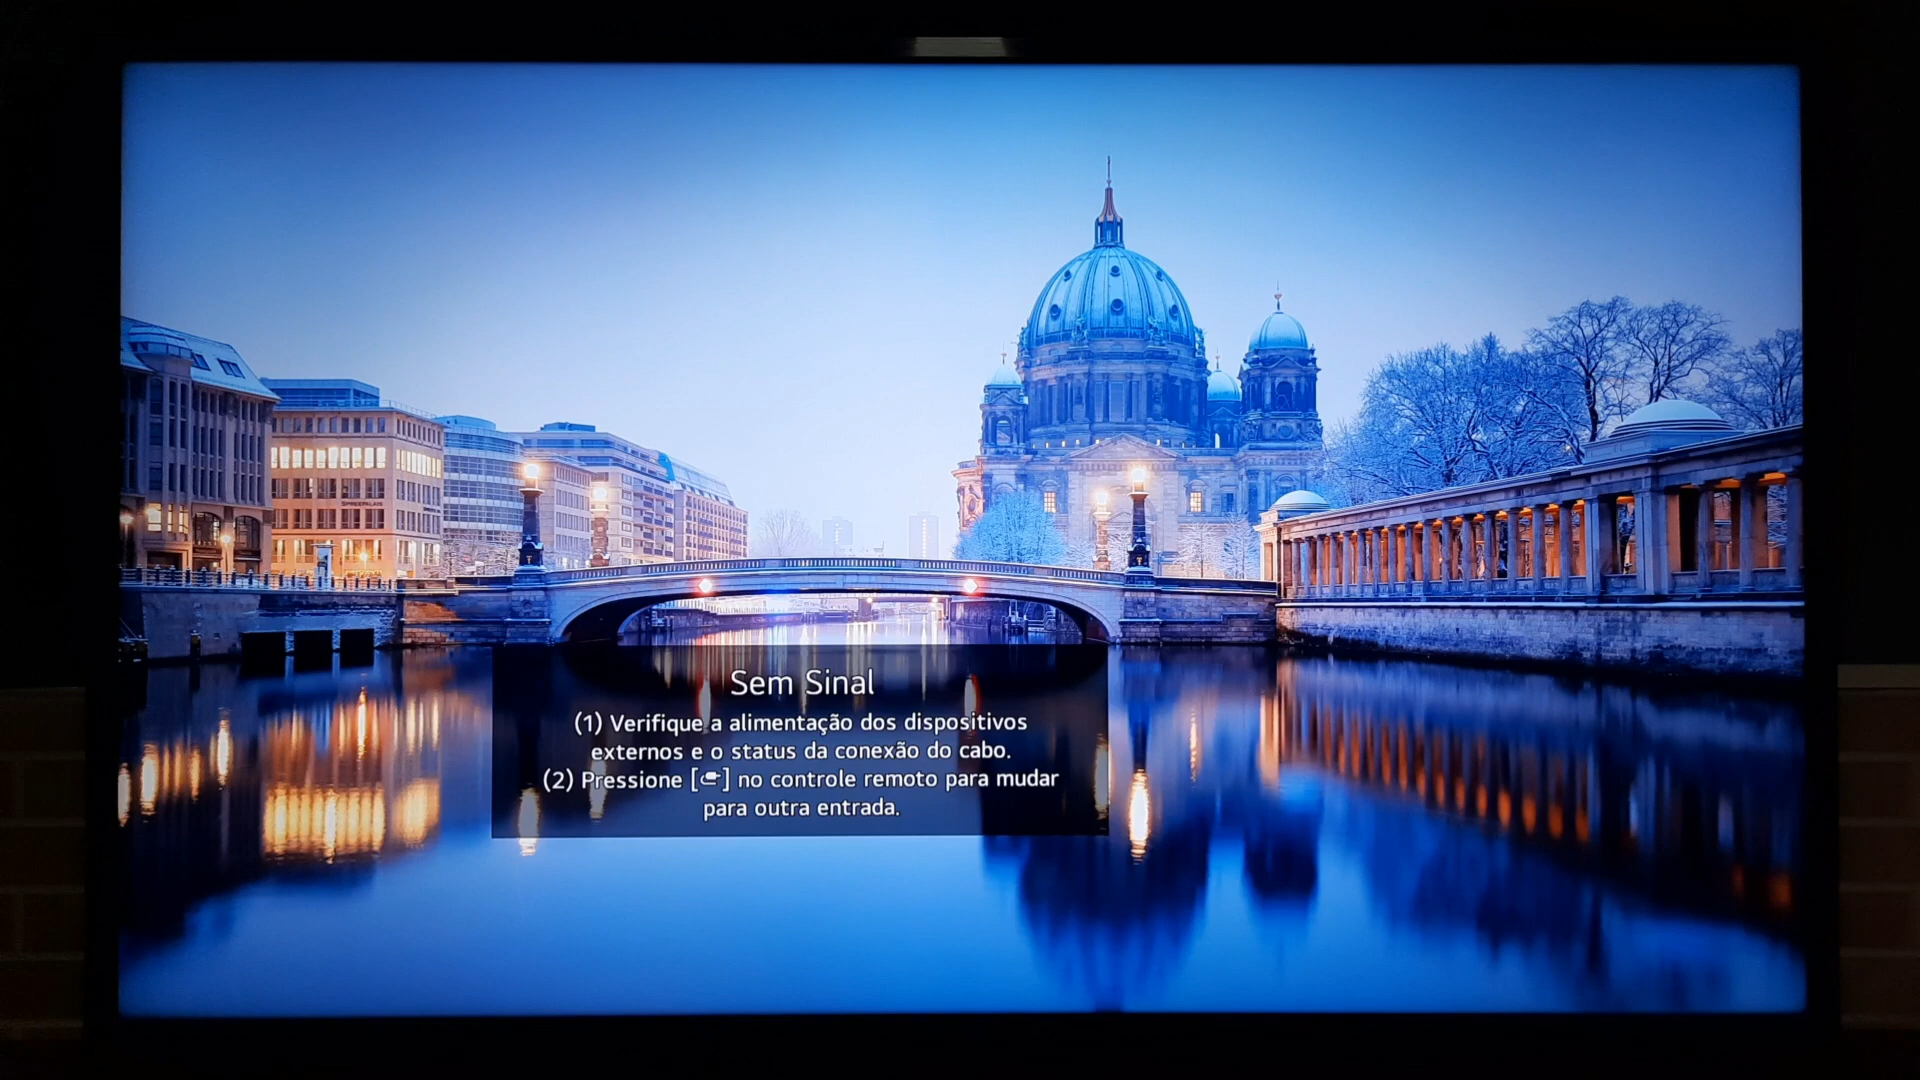 SPREEPALAIS
Sem Sinal
(1) Verifique a alimentação dos dispositivos
externos e o status da conexão do cabo.
(2) Pressione [] no controle remoto para mudar
para outra entrada.